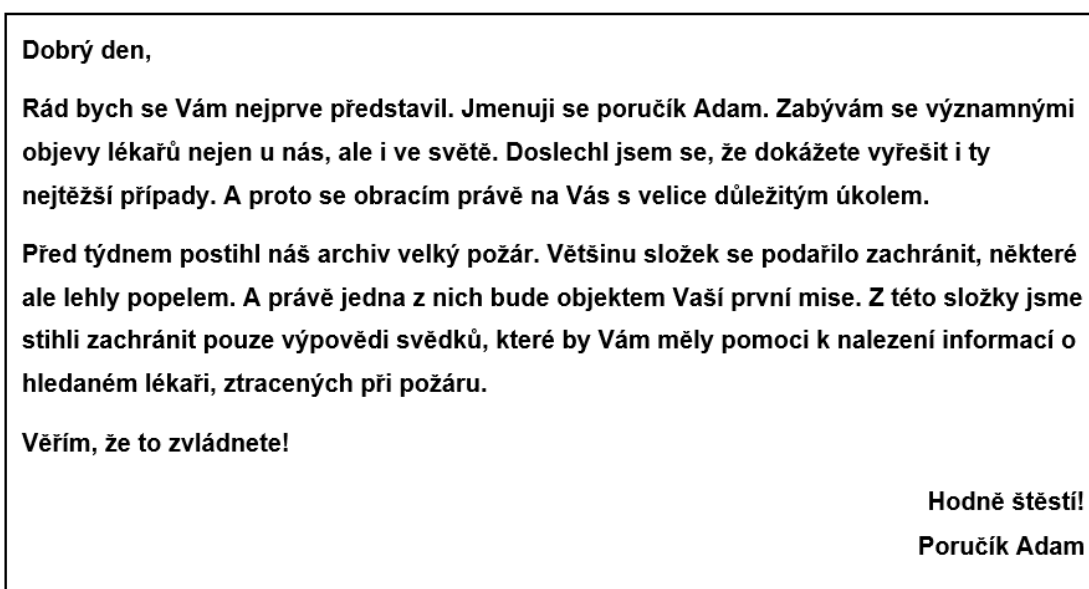 Dobrý den,
Rád bych se Vám nejprve představil. Jmenuji se poručík Adam. Zabývám se významnými
objevy lékařů nejen u nás, ale i ve světě. Doslechl jsem se, že dokážete vyřešit i ty
nejtěžší případy. A proto se obracím právě na Vás s velice důležitým úkolem.
Před týdnem postihl náš archiv velký požár. Většinu složek se podařilo zachránit, některé
ale lehly popelem. A právě jedna z nich bude objektem Vaší první mise. Z této složky jsme
stihli zachránit pouze výpovědi svědků, které by Vám měly pomoci k nalezení informací o
hledaném lékaři, ztracených při požáru.
Věřím, že to zvládnete!
Hodně štěstí!
Poručík Adam